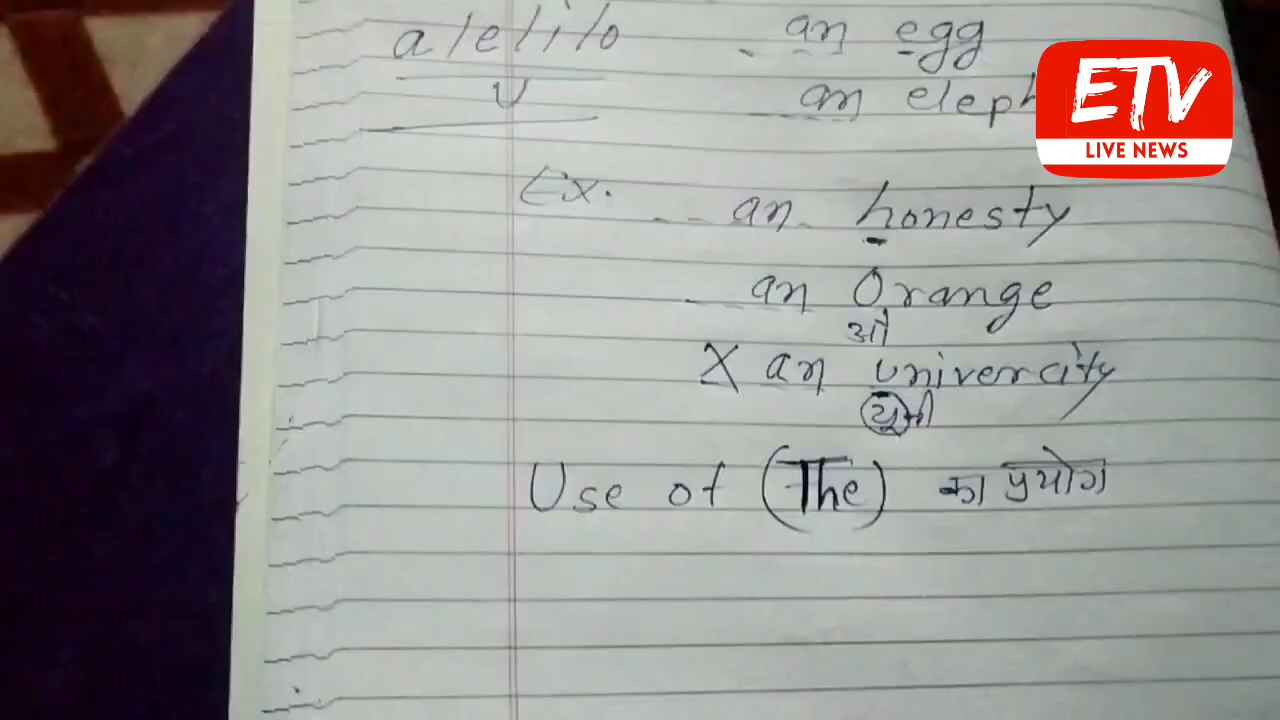 a/e/i/o an egg
U an eleph
ETV
LIVE NEWS
Ex. an honesty
an Orange
औ
X an univercity
यूनी
Use of (The) का प्रयोग